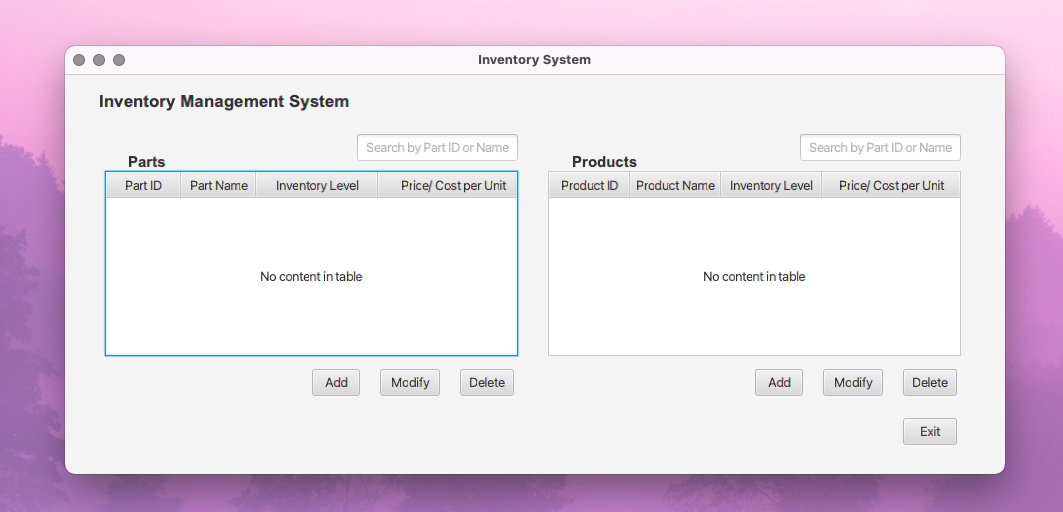 Inventory System
Inventory Management System
Search by Part ID or Name
Parts
Part ID Part Name Inventory Level Price/ Cost per Unit
No content in table
Add Modify Delete
Search by Part ID or Name
Products
Product ID Product Name Inventory Level Price/ Cost per Unit
No content in table
Add Modify Delete
Exit